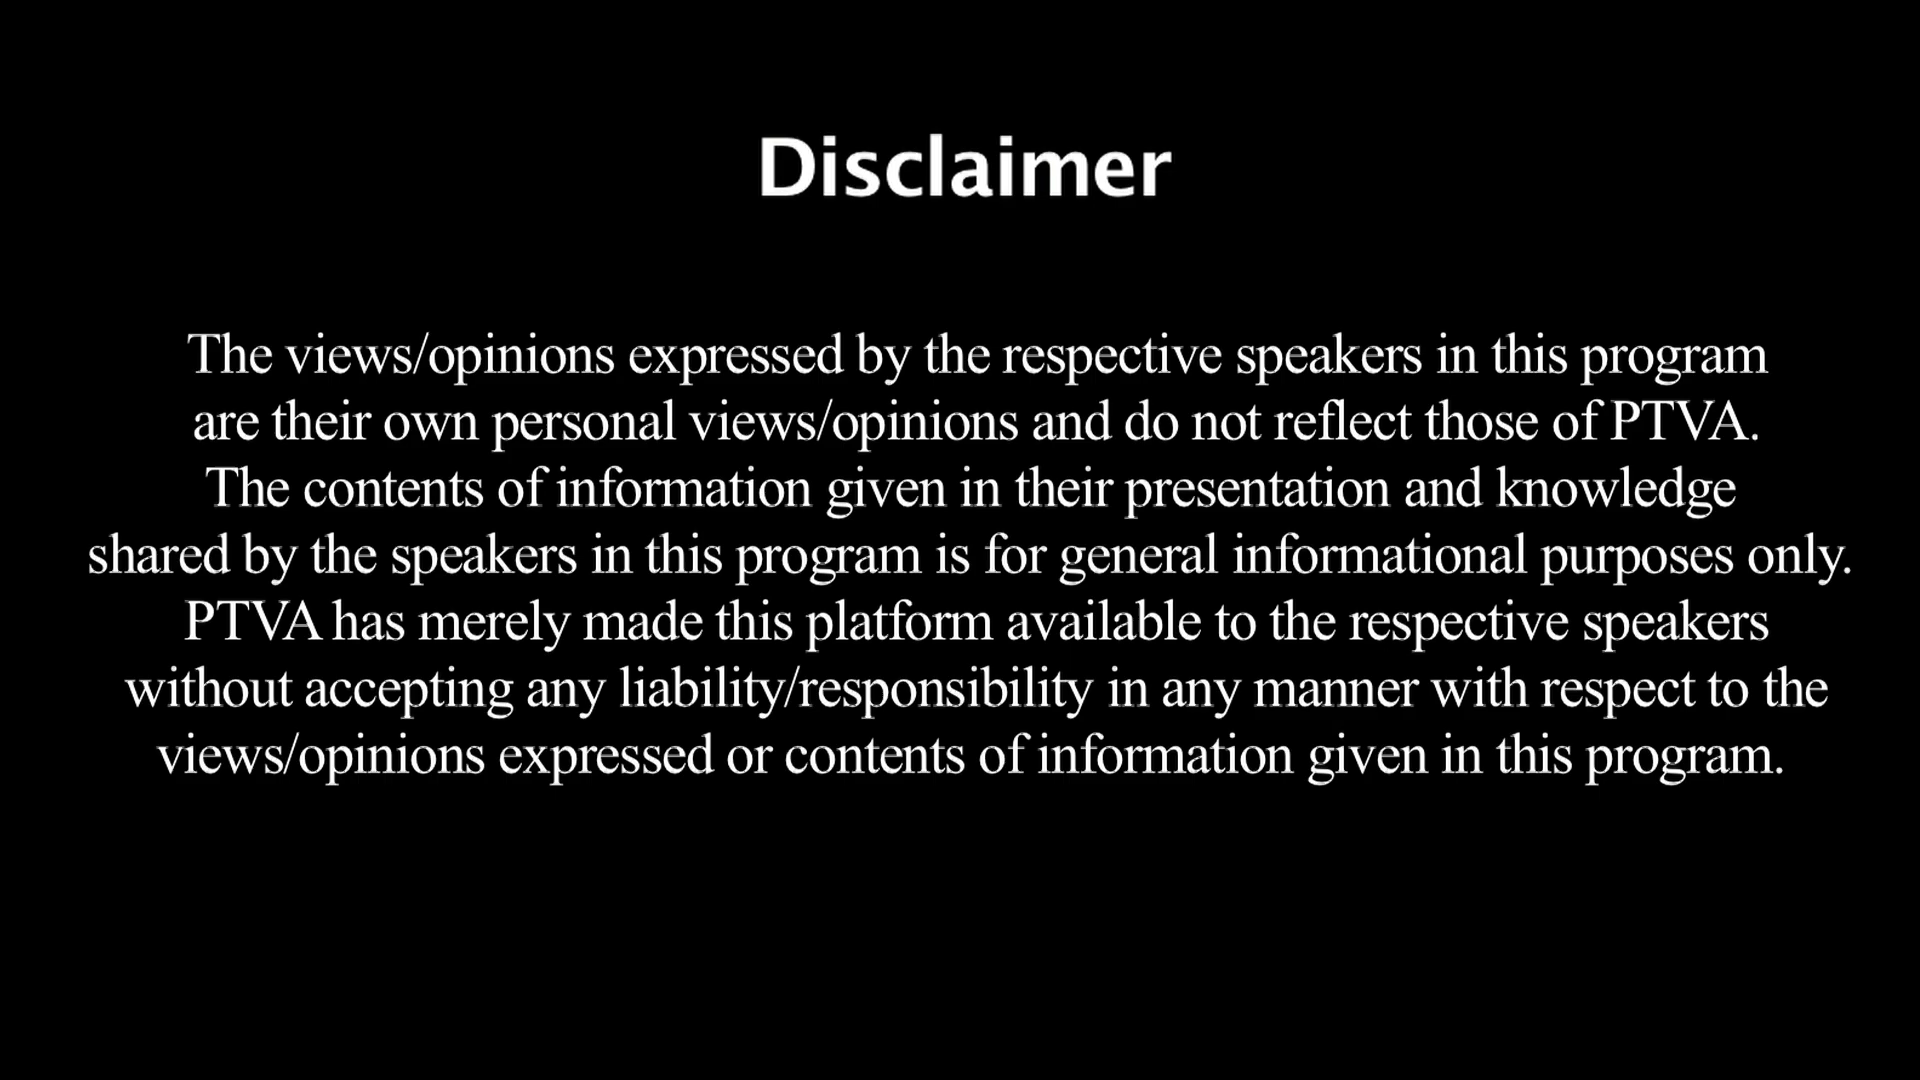 Disclaimer
The views/opinions expressed by the respective speakers in this program
are their own personal views/opinions and do not reflect those of PTVA.
The contents of information given in their presentation and knowledge
shared by the speakers in this program is for general informational purposes only.
PTVA has merely made this platform available to the respective speakers
without accepting any liability/responsibility in any manner with respect to the
views/opinions expressed or contents of information given in this program.